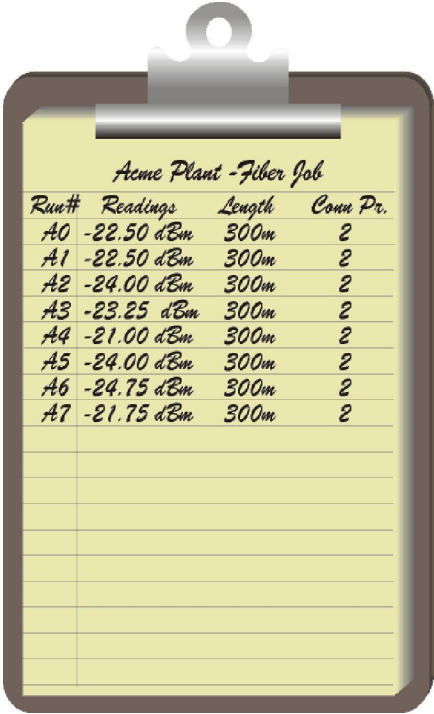 Acme Plant -Fiber Job
Run# Readings Length Conn Pr.
A0 -22.50 dBm 300m 2
A1 -22.50 dBm 300m 2
A2 -24.00 dBm 300m 2
A3 -23.25 dBm 300m 2
A4 -21.00 dBm 300m 2
A5 -24.00 dBm 300m 2
A6 -24.75 dBm 300m 2
A7 -21.75 dBm 300m 2